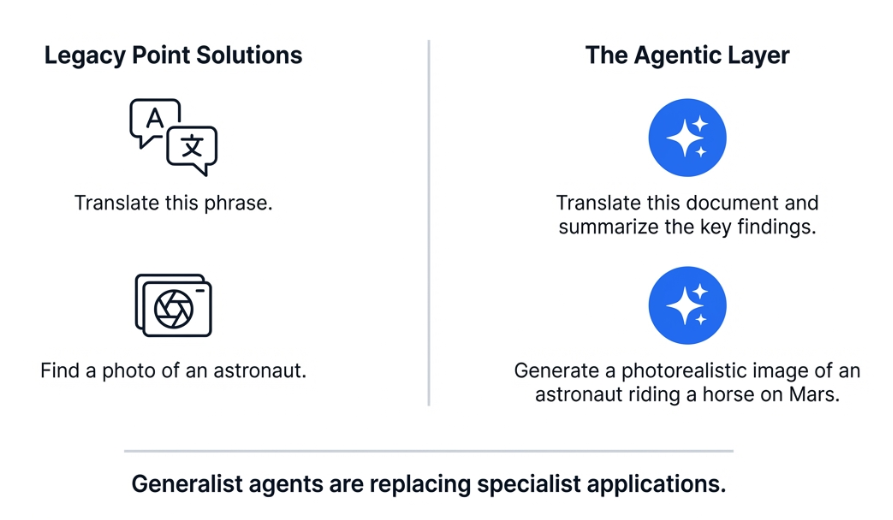 Legacy Point Solutions
A
文
Translate this phrase.
Find a photo of an astronaut.
The Agentic Layer
Translate this document and
summarize the key findings.
Generate a photorealistic image of an
astronaut riding a horse on Mars.
Generalist agents are replacing specialist applications.